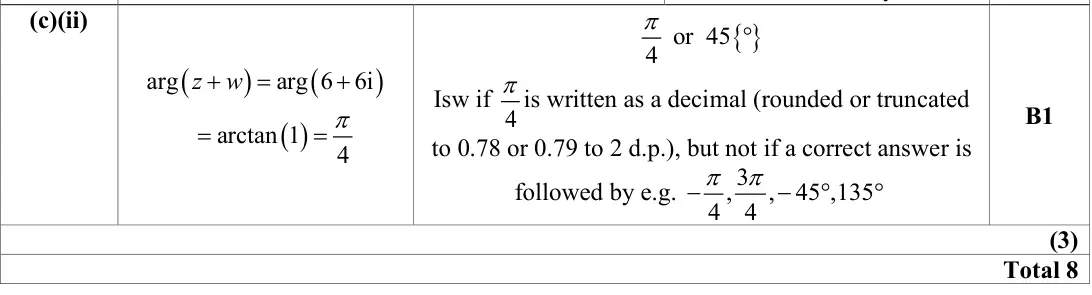 (c)(ii)
arg(z + w) = arg(6 + 6i)
= arctan(1) = π/4
π/4 or 45{°}
Isw if π/4 is written as a decimal (rounded or truncated
to 0.78 or 0.79 to 2 d.p.), but not if a correct answer is
followed by e.g. −π/4, 3π/4, −45°,135°
B1
(3)
Total 8